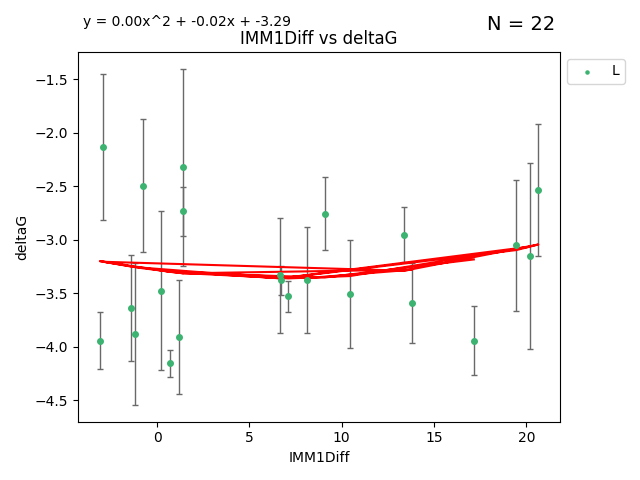 y = 0.00x^2 + -0.02x + -3.29
N = 22
IMM1Diff vs deltaG
L
−1.5
−2.0
−2.5
−3.0
−3.5
−4.0
−4.5
deltaG
0 5 10 15 20
IMM1Diff